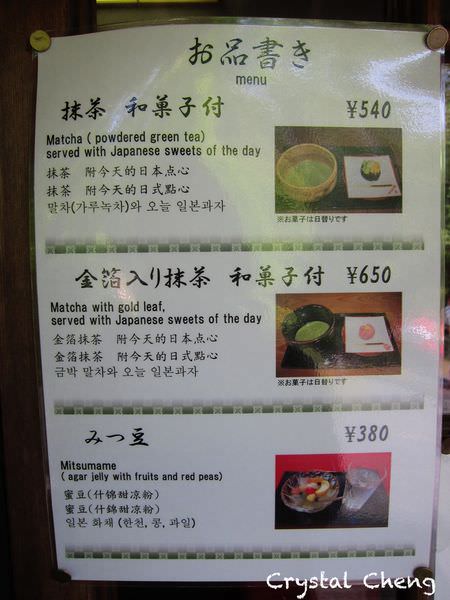 お品書き
menu
抹茶 和菓子付 ¥540
Matcha ( powdered green tea)
served with Japanese sweets of the day
抹茶 附今天的日本点心
抹茶 附今天的日式點心
말차(가루녹차)와 오늘 일본과자
※お菓子は日替りです
金箔入り抹茶 和菓子付 ¥650
Matcha with gold leaf,
served with Japanese sweets of the day
金箔抹茶 附今天的日本点心
金箔抹茶 附今天的日式點心
금박 말차와 오늘 일본과자
※お菓子は日替りです
みつ豆 ¥380
Mitsumame
( agar jelly with fruits and red peas)
蜜豆(什锦甜凉粉)
蜜豆(什錦甜涼粉)
일본 화채 (한천, 콩, 과일)
Crystal Cheng